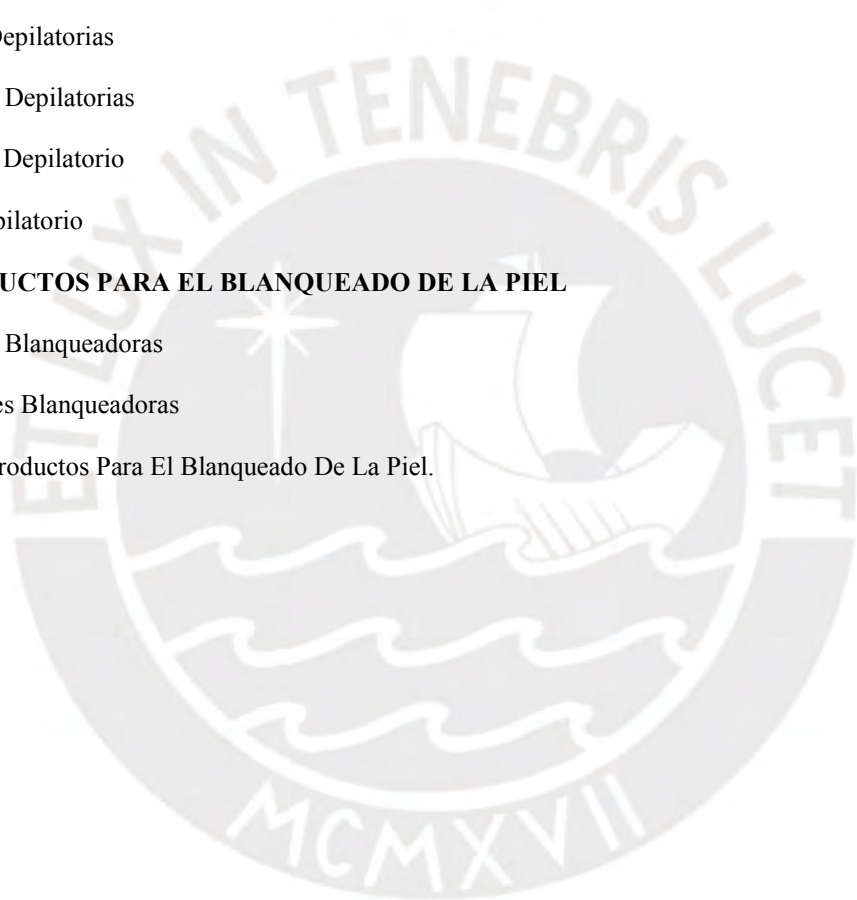 Depilatorias
Depilatorias
Depilatorio
pilatorio
UCTOS PARA EL BLANQUEADO DE LA PIEL
Blanqueadoras
es Blanqueadoras
roductos Para El Blanqueado De La Piel.
ET LUX IN TENEBRIS LUCET
MCMXVII